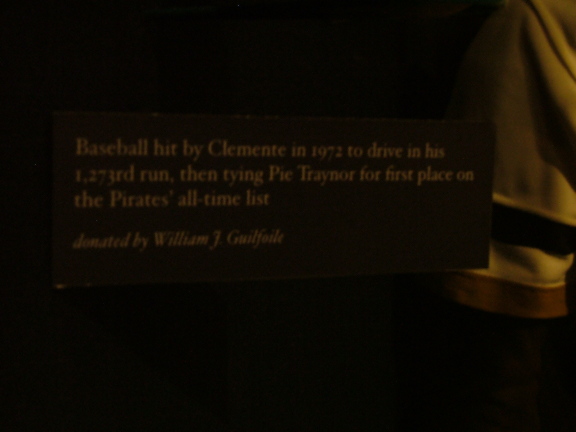 Baseball hit by Clemente in 1972 to drive in his
1,273rd run, then tying Pie Traynor for first place on
the Pirates' all-time list
donated by William J. Guilfoile